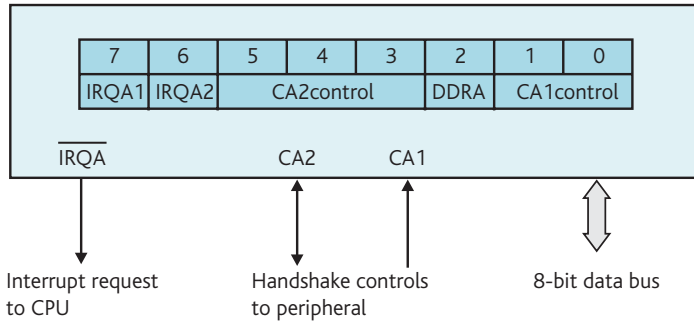 7 6 5 4 3 2 1 0
IRQA1 IRQA2 CA2control DDRA CA1control
IRQA CA2 CA1
Interrupt request
to CPU
Handshake controls
to peripheral
8-bit data bus